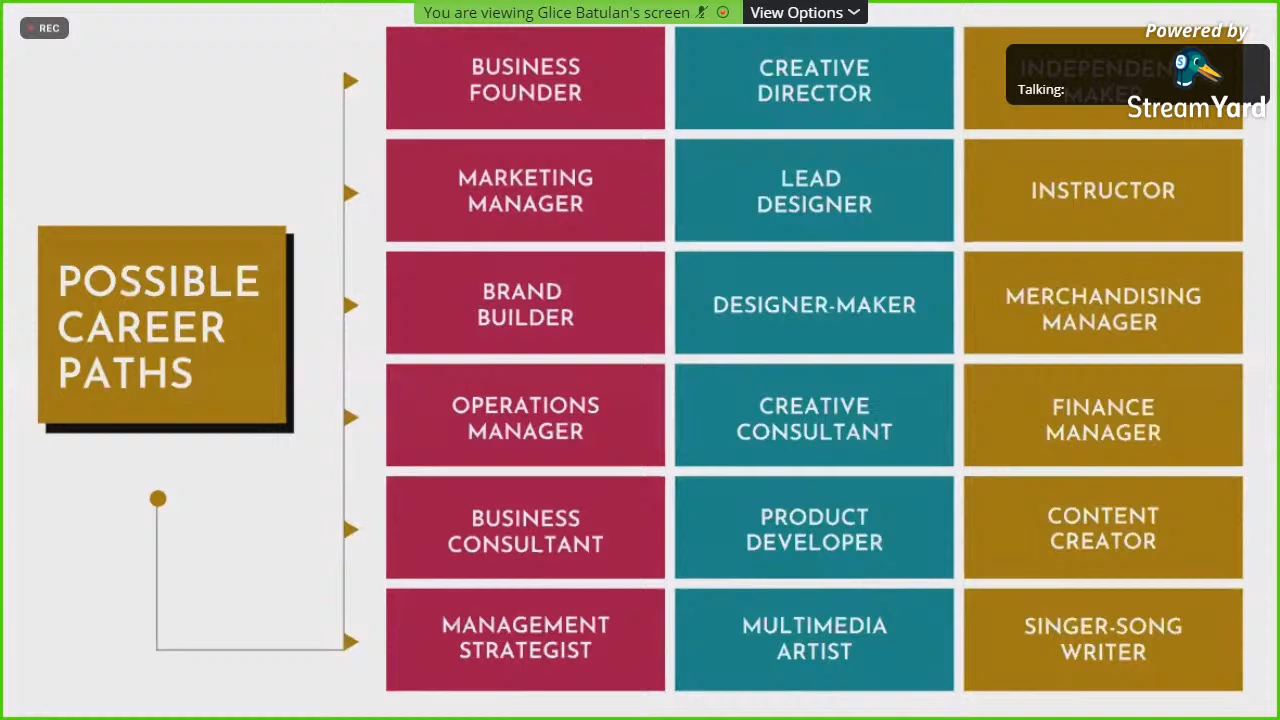 You are viewing Glice Batulan's screen
View Options
REC
Powered by
StreamYard
Talking:
POSSIBLE
CAREER
PATHS
BUSINESS
FOUNDER
CREATIVE
DIRECTOR
INDEPENDENT
MAKER
MARKETING
MANAGER
LEAD
DESIGNER
INSTRUCTOR
BRAND
BUILDER
DESIGNER-MAKER
MERCHANDISING
MANAGER
OPERATIONS
MANAGER
CREATIVE
CONSULTANT
FINANCE
MANAGER
BUSINESS
CONSULTANT
PRODUCT
DEVELOPER
CONTENT
CREATOR
MANAGEMENT
STRATEGIST
MULTIMEDIA
ARTIST
SINGER-SONG
WRITER